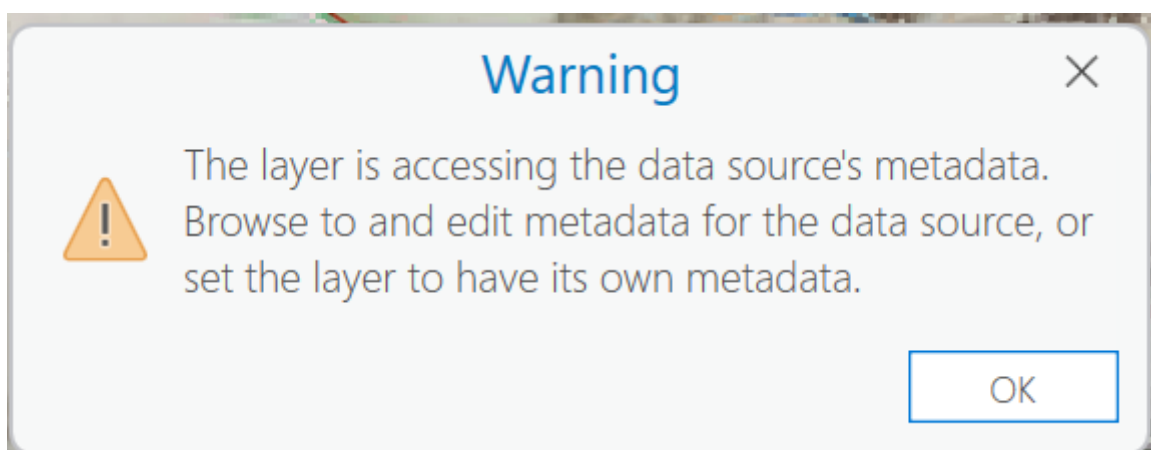 Warning
The layer is accessing the data source's metadata.
Browse to and edit metadata for the data source, or
set the layer to have its own metadata.
OK